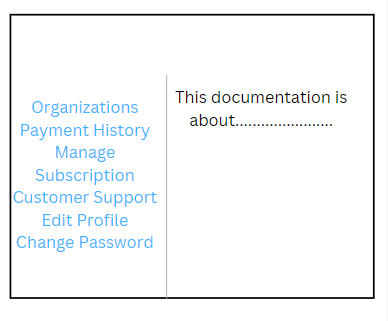 Organizations
Payment History
Manage
Subscription
Customer Support
Edit Profile
Change Password
This documentation is
about.......................